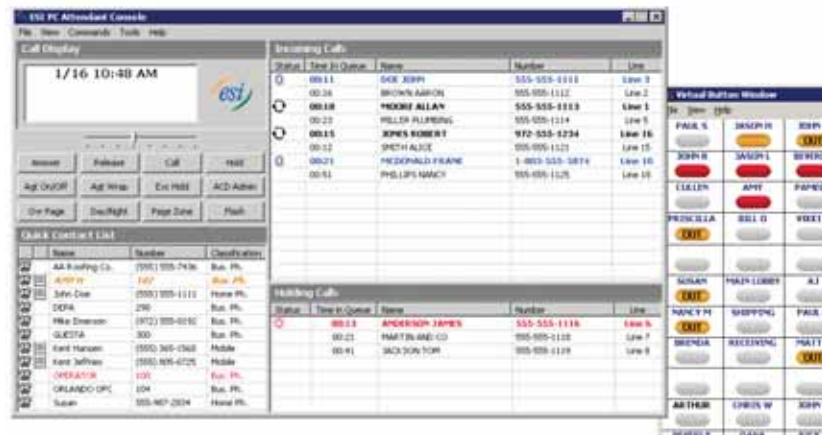 ESI PC Attendant Console
File View Commands Tools Help
Call Display
1/16 10:48 AM
esi
Answer Release Call Hold
Agt On/Off Agt Wrap Exc Hold ACD Admin
Ovr Page Day/Night Page Zone Flash
Quick Contact List
Name Number Classification
AA Roofing Co. (555) 555-7436 Bus. Ph.
AMY H 102 Bus. Ph.
John Doe (555) 555-1111 Home Ph.
DEPA 290 Bus. Ph.
Mike Emerson (972) 555-0192 Bus. Ph.
GUESTA 300 Bus. Ph.
Kent Hansen (555) 365-1568 Mobile
Kent Jeffries (555) 805-6725 Mobile
OPERATOR 100 Bus. Ph.
ORLANDO OPC 104 Bus. Ph.
Susan 555-987-2834 Home Ph.
Incoming Calls
Status Time In Queue Name Number Line
00:11 DOE JOHN 555-555-1111 Line 3
00:26 BROWN AARON 555-555-1112 Line 2
00:18 MOORE ALLAN 555-555-1113 Line 1
00:23 MILLER PLUMBING 555-555-1114 Line 5
00:15 JONES ROBERT 972-555-1234 Line 16
00:12 SMITH ALICE 555-555-1121 Line 15
00:21 MCDONALD FRANK Line 10
00:51 PHILLIPS NANCY 555-555-1125 Line 18
Holding Calls
Status Time In Queue Name Number Line
00:13 ANDERSON JAMES 555-555-1116 Line 6
00:21 MARTIN AND CO 555-555-1118 Line 7
00:41 JACKSON TOM 555-555-1119 Line 8
Virtual Button Window
File View Help
PAUL S JASON H JOHN
OUT
JOHN R JASON L
CULLEN AMY
PRISCILLA BILL O
OUT
SUSAN MAIN LOBBY AJ
OUT
NANCY M SHIPPING PAUL
OUT
BRENDA RECEIVING MATT
OUT
ARTHUR CHRIS W JOHN